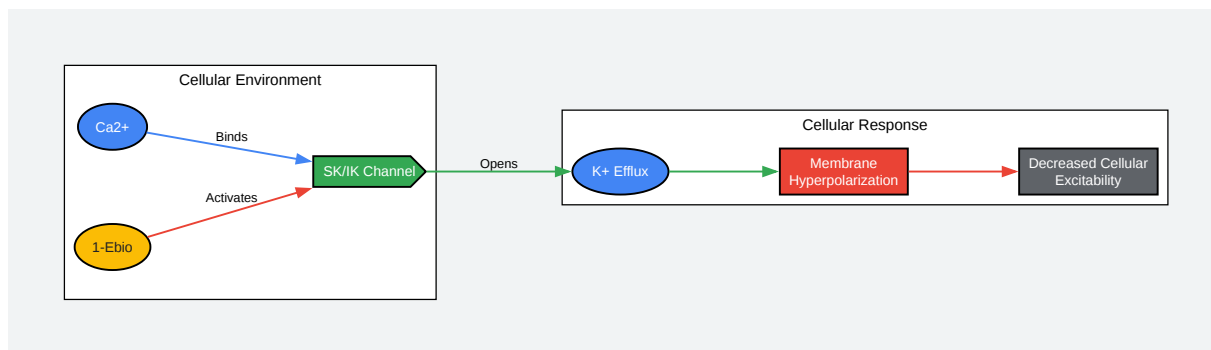 Cellular Environment
Ca2+
Binds
SK/IK Channel
Activates
1-Ebio
Opens
Cellular Response
K+ Efflux
Membrane
Hyperpolarization
Decreased Cellular
Excitability